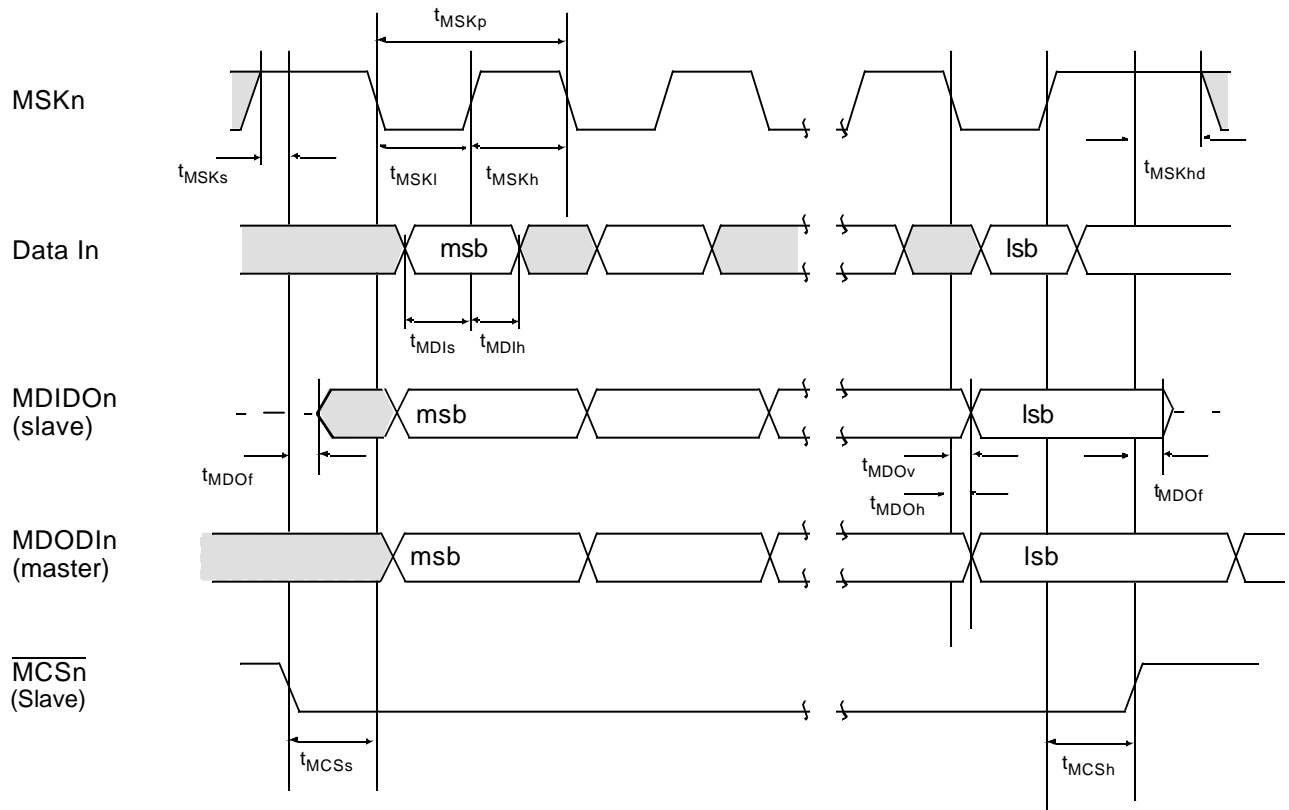 tMSKp
MSKn
tMSKs
tMSKl
tMSKh
tMSKhd
Data In
msb
lsb
tMDIs
tMDIh
MDIDOn
(slave)
msb
lsb
tMDOf
tMDOv
tMDOh
tMDOf
MDODIn
(master)
msb
lsb
MCSn
(Slave)
tMCSs
tMCSh